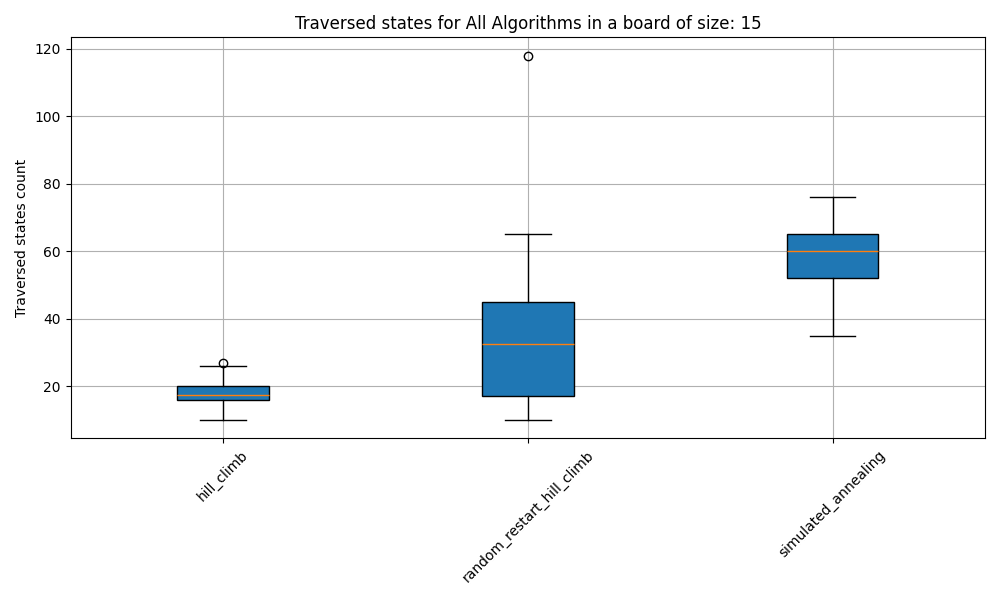 Traversed states for All Algorithms in a board of size: 15
120
100
80
60
40
20
Traversed states count
hill_climb
random_restart_hill_climb
simulated_annealing